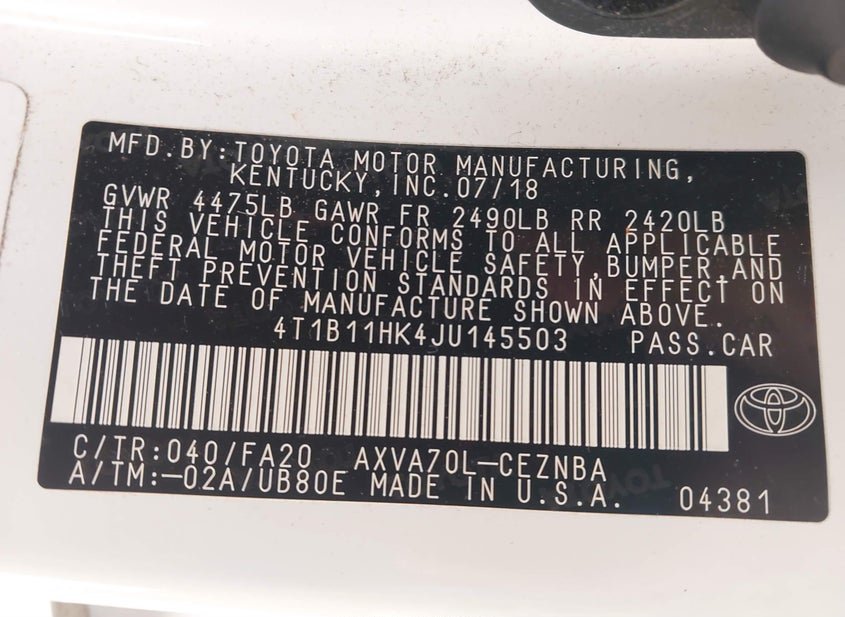 MFD.BY:TOYOTA MOTOR MANUFACTURING,
KENTUCKY,INC.07/18
GVWR 4475LB GAWR FR 2490LB RR 2420LB
THIS VEHICLE CONFORMS TO ALL APPLICABLE
FEDERAL MOTOR VEHICLE SAFETY,BUMPER,AND
THEFT PREVENTION STANDARDS IN EFFECT ON
THE DATE OF MANUFACTURE SHOWN ABOVE.
4T1B11HK4JU145503 PASS.CAR
C/TR:040/FA20 AXVA70L-CEZNBA
A/TM:-02A/UB80E MADE IN U.S.A. 04381